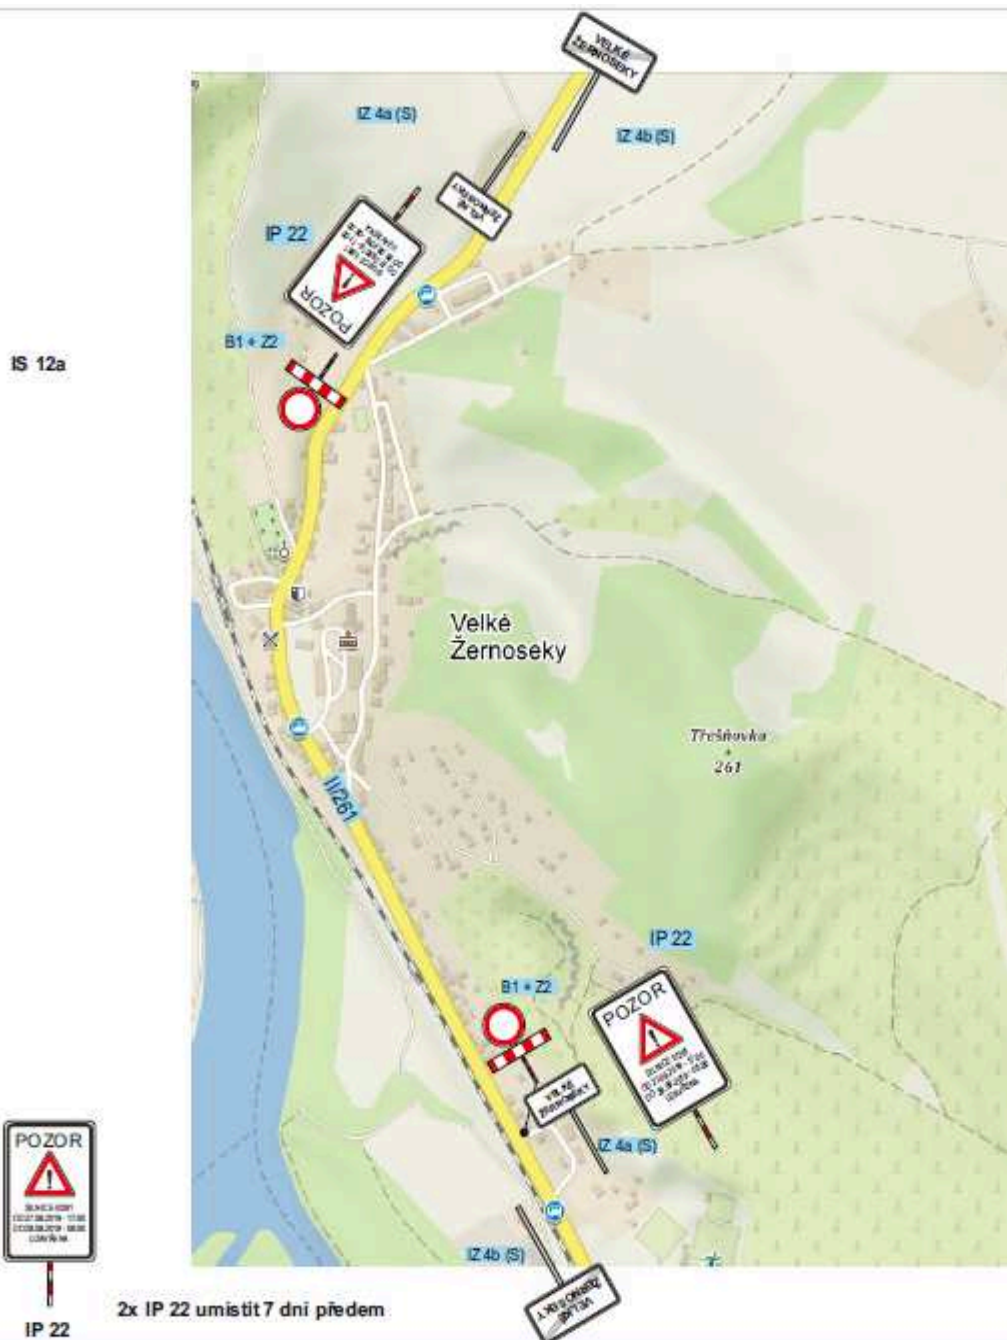 VELKÉ
ŽERNOSEKY
IZ 4a (S)
IZ 4b (S)
VELKÉ
ŽERNOSEKY
IP 22
POZOR
B1 + Z2
IS 12a
Velké
Žernoseky
Třešňovka
261
II/261
IP 22
B1 + Z2
POZOR
VELKÉ
ŽERNOSEKY
IZ 4a (S)
IZ 4b (S)
VELKÉ
ŽERNOSEKY
POZOR
2x IP 22 umístit 7 dní předem
IP 22